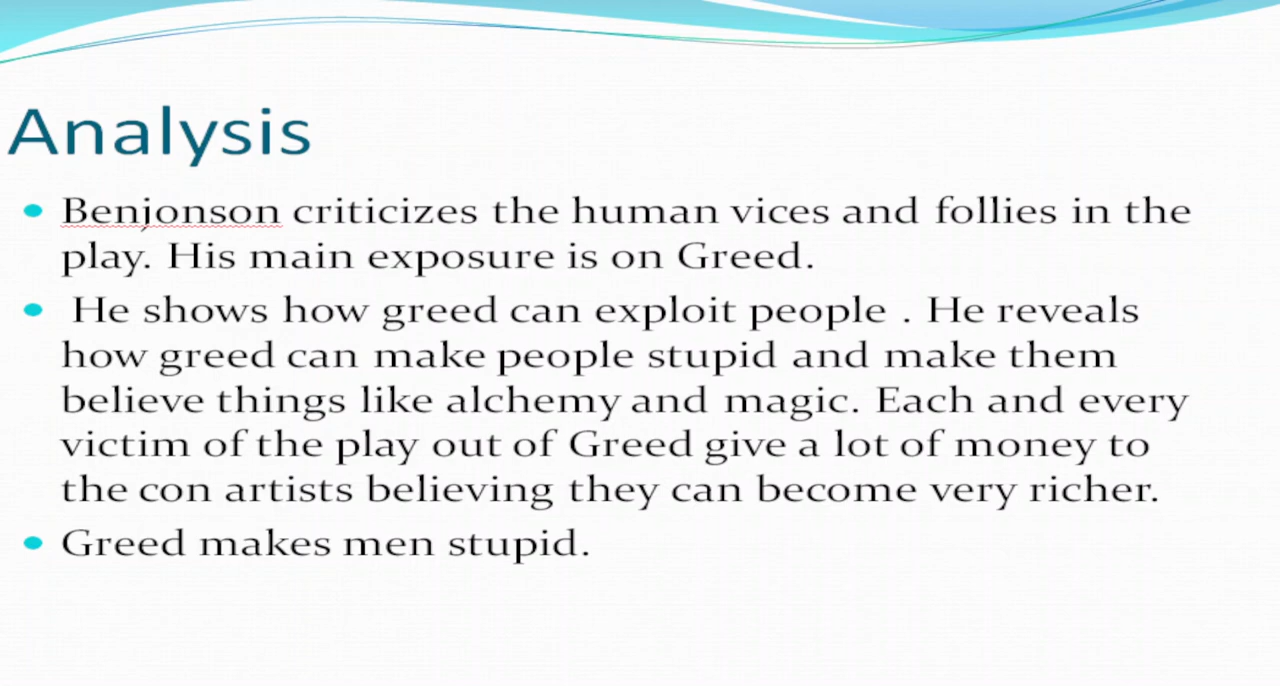 Analysis
Benjonson criticizes the human vices and follies in the
play. His main exposure is on Greed.
He shows how greed can exploit people . He reveals
how greed can make people stupid and make them
believe things like alchemy and magic. Each and every
victim of the play out of Greed give a lot of money to
the con artists believing they can become very richer.
Greed makes men stupid.